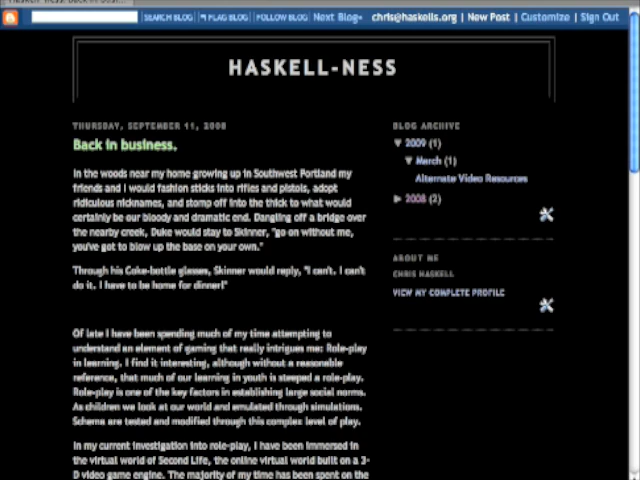 SEARCH BLOG FLAG BLOG FOLLOW BLOG Next Blog» chris@haskells.org | New Post | Customize | Sign Out
HASKELL-NESS
THURSDAY, SEPTEMBER 11, 2008
Back in business.
In the woods near my home growing up in Southwest Portland my
friends and I would fashion sticks into rifles and pistols, adopt
ridiculous nicknames, and stomp off into the thick to what would
certainly be our bloody and dramatic end. Dangling off a bridge over
the nearby creek, Duke would stay to Skinner, "go on without me,
you've got to blow up the base on your own."
Through his Coke-bottle glasses, Skinner would reply, "I can't. I can't
do it. I have to be home for dinner!"
Of late I have been spending much of my time attempting to
understand an element of gaming that really intrigues me: Role-play
in learning. I find it interesting, although without a reasonable
reference, that much of our learning in youth is steeped a role-play.
Role-play is one of the key factors in establishing large social norms.
As children we look at our world and emulated through simulations.
Schema are tested and modified through this complex level of play.
In my current investigation into role-play, I have been immersed in
the virtual world of Second Life, the online virtual world built on a 3-
D video game engine. The majority of my time has been spent on the
BLOG ARCHIVE
▼ 2009 (1)
▼ March (1)
Alternate Video Resources
► 2008 (2)
ABOUT ME
CHRIS HASKELL
VIEW MY COMPLETE PROFILE